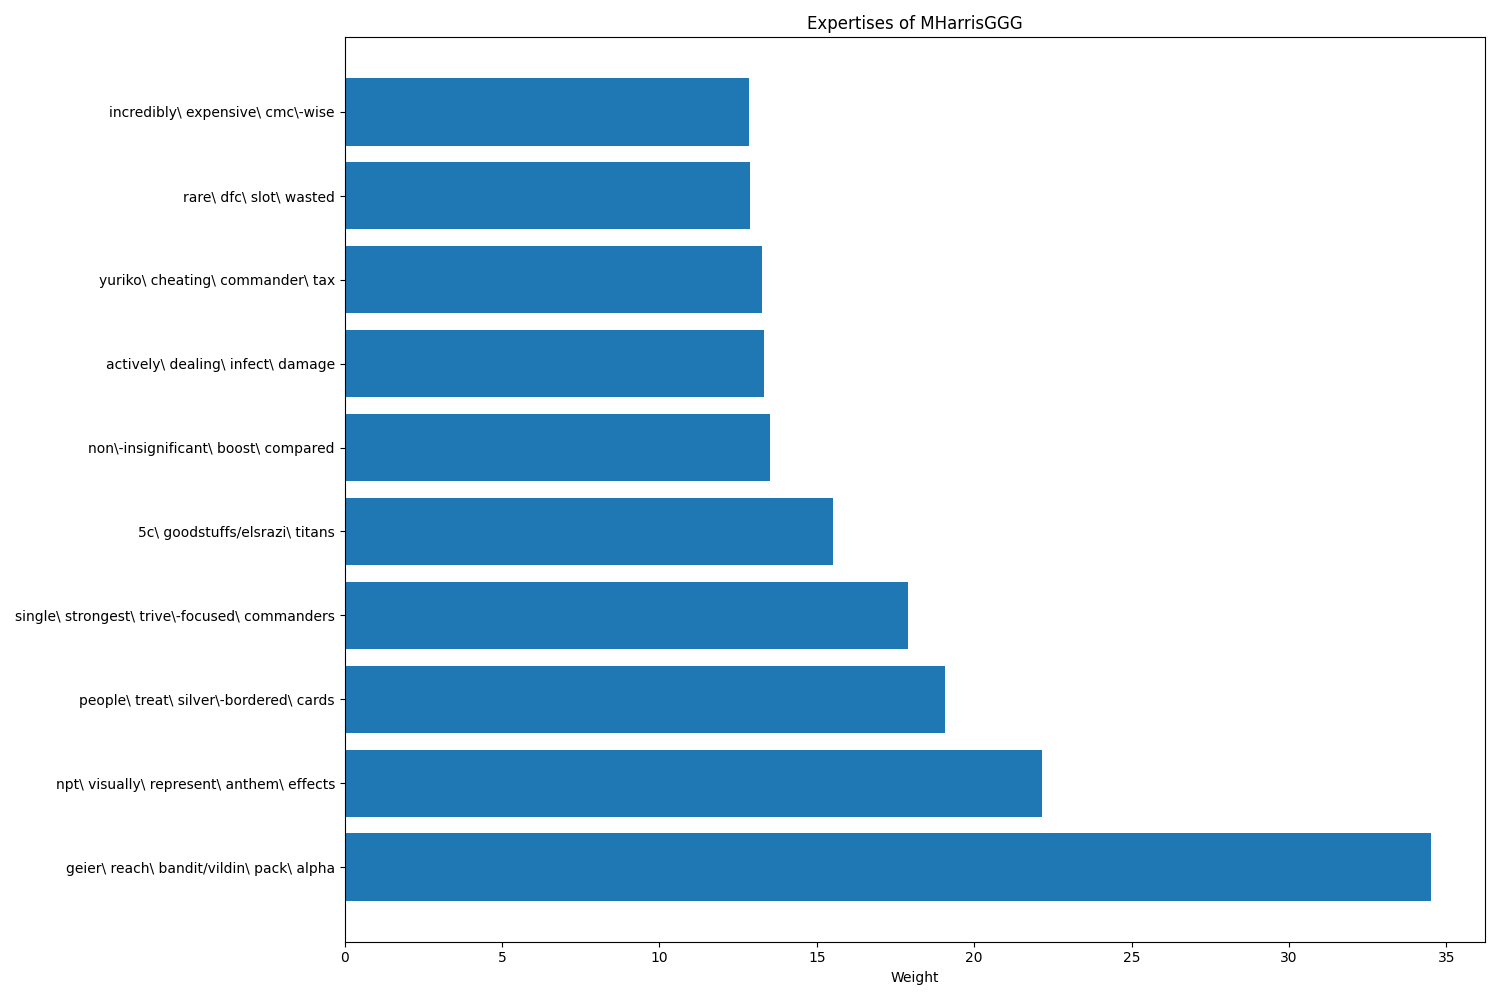 Expertises of MHarrisGGG
incredibly\ expensive\ cmc\-wise
rare\ dfc\ slot\ wasted
yuriko\ cheating\ commander\ tax
actively\ dealing\ infect\ damage
non\-insignificant\ boost\ compared
5c\ goodstuffs/elsrazi\ titans
single\ strongest\ trive\-focused\ commanders
people\ treat\ silver\-bordered\ cards
npt\ visually\ represent\ anthem\ effects
geier\ reach\ bandit/vildin\ pack\ alpha
0 5 10 15 20 25 30 35
Weight